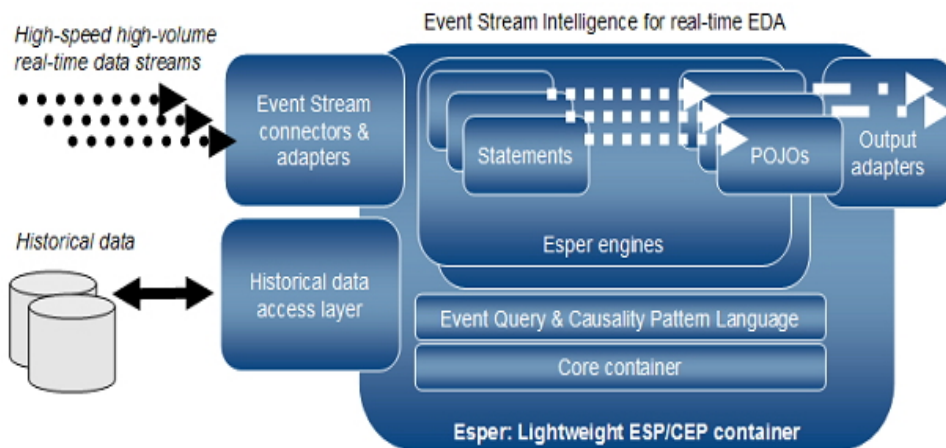 Event Stream Intelligence for real-time EDA
High-speed high-volume
real-time data streams
Event Stream
connectors &
adapters
Statements
POJOs
Output
adapters
Esper engines
Historical data
Historical data
access layer
Event Query & Causality Pattern Language
Core container
Esper: Lightweight ESP/CEP container